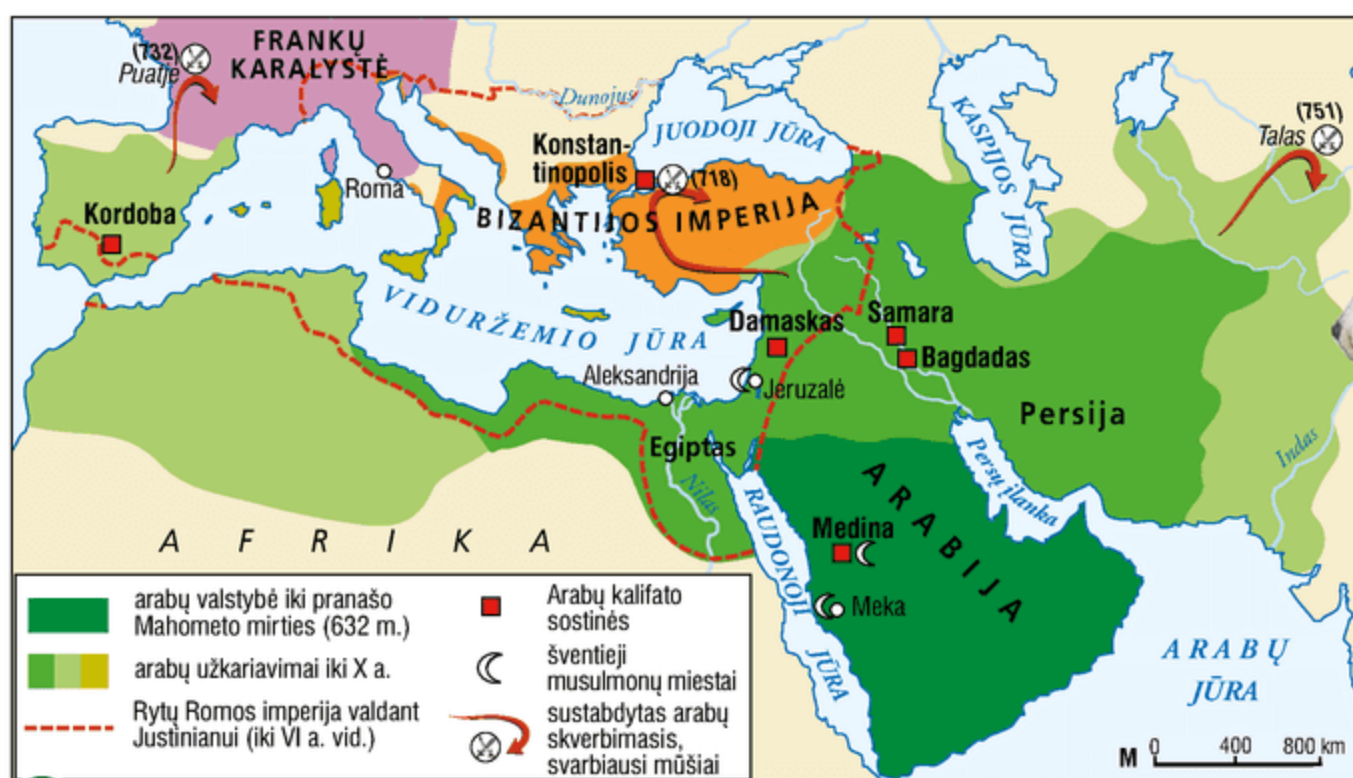 (732)
Puatjė
FRANKŲ
KARALYSTĖ
Dunojus
JUODOJI JŪRA
KASPIJOS JŪRA
(751)
Talas
Konstan-
tinopolis
(718)
Roma
Kordoba
BIZANTIJOS IMPERIJA
VIDURŽEMIO JŪRA
Damaskas
Samara
Bagdadas
Aleksandrija
Jeruzalė
Persija
Egiptas
Nilas
Indas
Persų įlanka
RAUDONOJI JŪRA
ARABIJA
Medina
Meka
AFRIKA
ARABŲ
JŪRA
arabų valstybė iki pranašo
Mahometo mirties (632 m.)
arabų užkariavimai iki X a.
Rytų Romos imperija valdant
Justinianui (iki VI a. vid.)
Arabų kalifato
sostinės
šventieji
musulmonų miestai
sustabdytas arabų
skverbimasis,
svarbiausi mūšiai
M 0 400 800 km